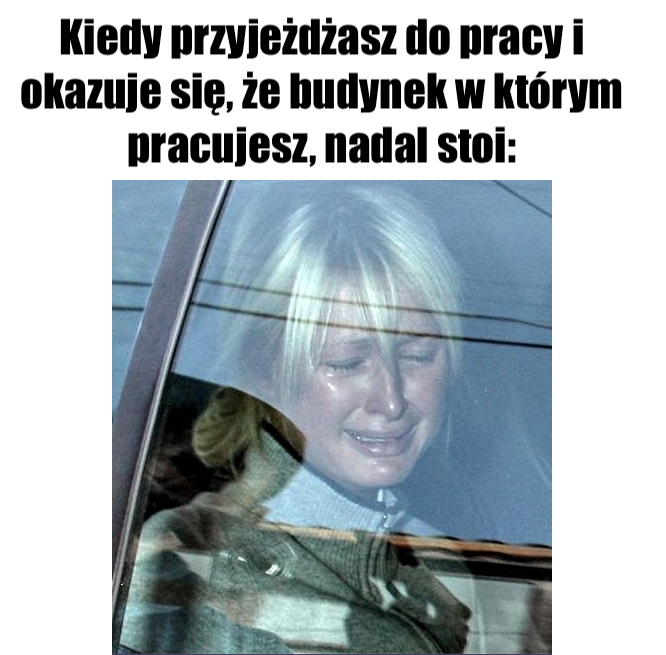 Kiedy przyjeżdżasz do pracy i
okazuje się, że budynek w którym
pracujesz, nadal stoi: